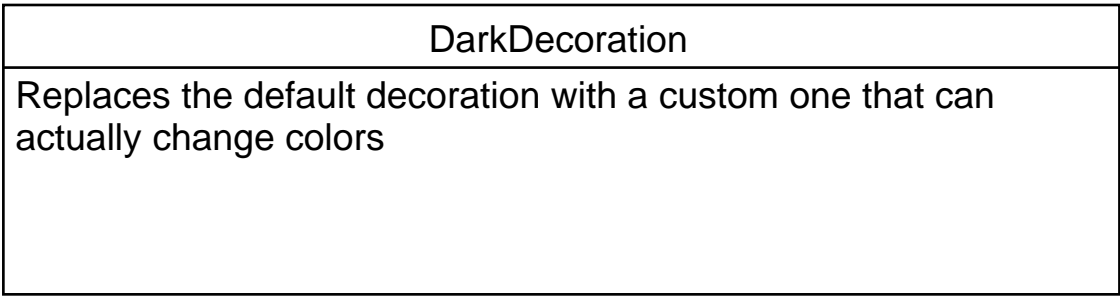 DarkDecoration
Replaces the default decoration with a custom one that can
actually change colors